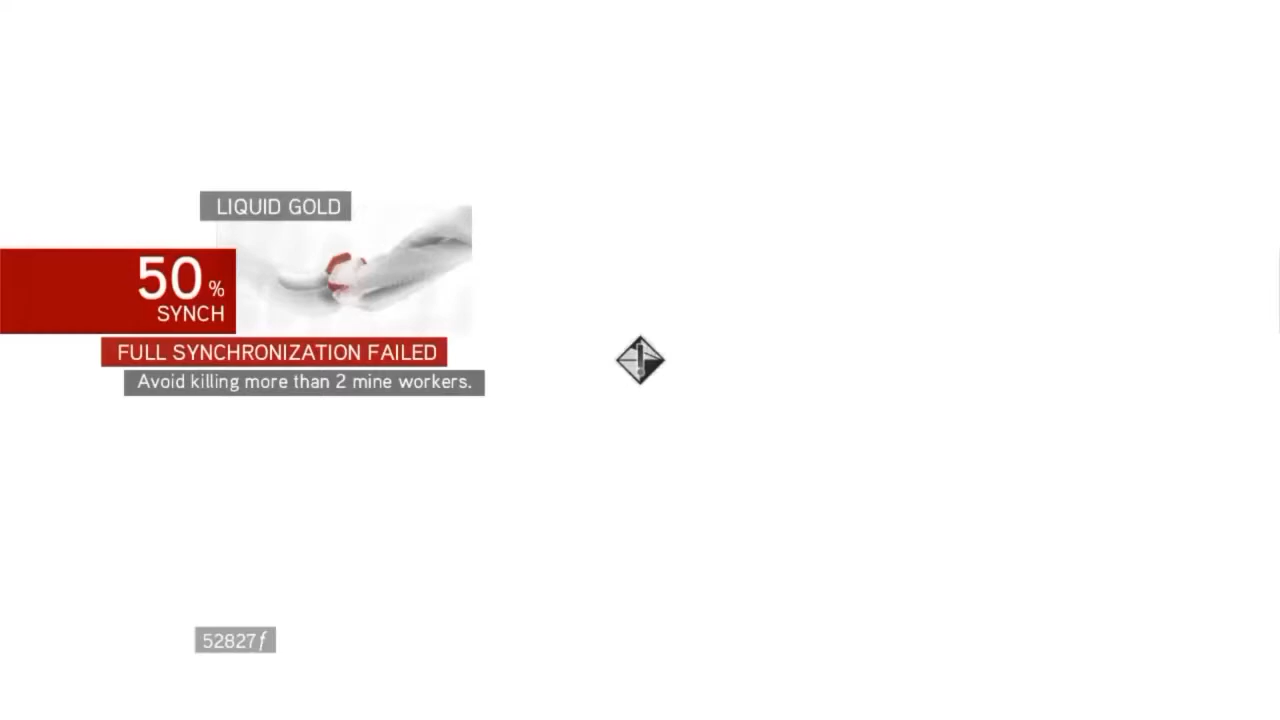 LIQUID GOLD
50%
SYNCH
FULL SYNCHRONIZATION FAILED
Avoid killing more than 2 mine workers.
52827ƒ